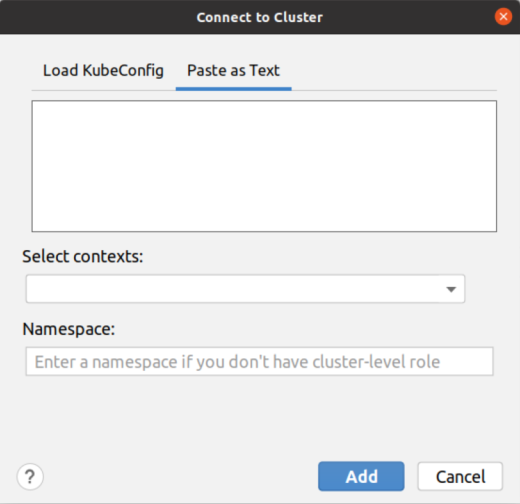 Connect to Cluster
Load KubeConfig Paste as Text
Select contexts:
Namespace:
Enter a namespace if you don't have cluster-level role
? Add Cancel